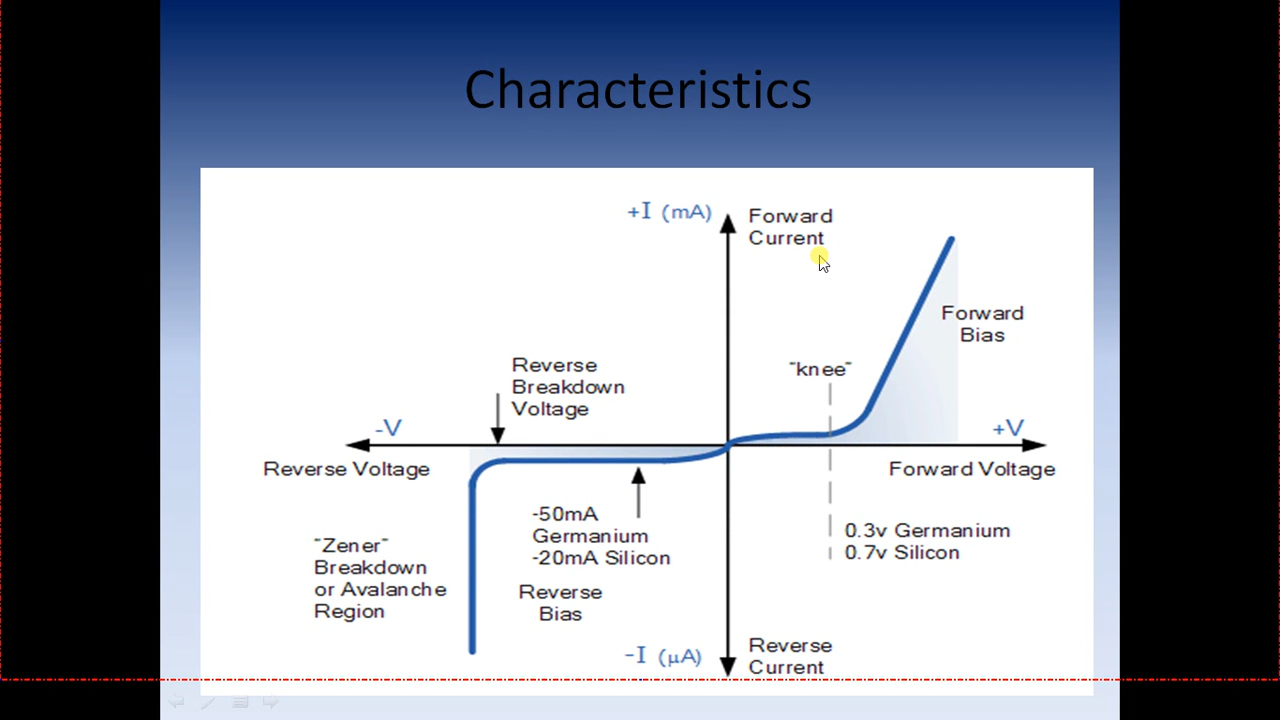 Characteristics
+I (mA)
Forward
Current
Forward
Bias
"knee"
Reverse
Breakdown
Voltage
-V
+V
Reverse Voltage
Forward Voltage
-50mA
Germanium
-20mA Silicon
0.3v Germanium
0.7v Silicon
"Zener"
Breakdown
or Avalanche
Region
Reverse
Bias
-I (μA)
Reverse
Current